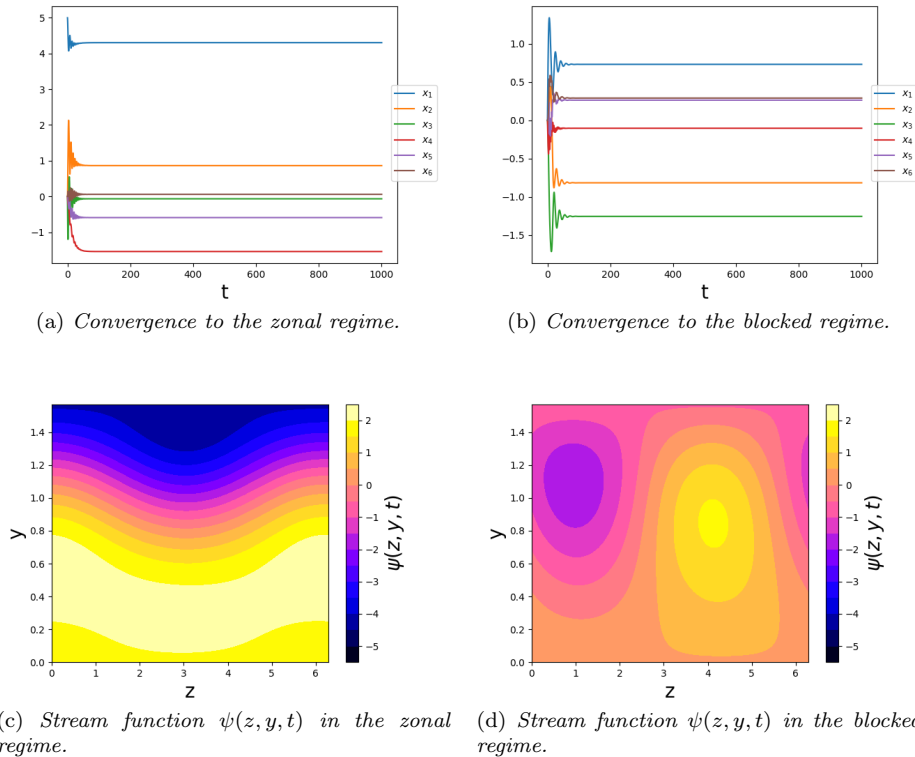 5
4
3
2
1
0
−1
0 200 400 600 800 1000
t
x1
x2
x3
x4
x5
x6
(a) Convergence to the zonal regime.
1.0
0.5
0.0
−0.5
−1.0
−1.5
0 200 400 600 800 1000
t
x1
x2
x3
x4
x5
x6
(b) Convergence to the blocked regime.
1.4
1.2
1.0
0.8
0.6
0.4
0.2
0.0
y
0 1 2 3 4 5 6
z
2
1
0
−1
−2
−3
−4
−5
ψ(z, y, t)
(c) Stream function ψ(z, y, t) in the zonal
regime.
1.4
1.2
1.0
0.8
0.6
0.4
0.2
0.0
y
0 1 2 3 4 5 6
z
2
1
0
−1
−2
−3
−4
−5
ψ(z, y, t)
(d) Stream function ψ(z, y, t) in the blocked
regime.